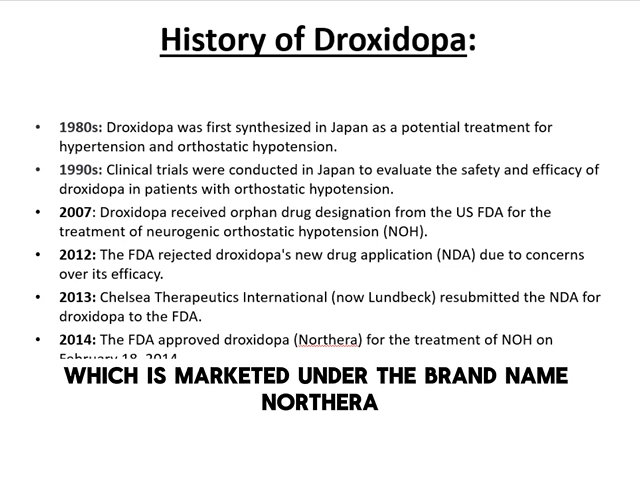 History of Droxidopa:
• 1980s: Droxidopa was first synthesized in Japan as a potential treatment for
hypertension and orthostatic hypotension.
• 1990s: Clinical trials were conducted in Japan to evaluate the safety and efficacy of
droxidopa in patients with orthostatic hypotension.
• 2007: Droxidopa received orphan drug designation from the US FDA for the
treatment of neurogenic orthostatic hypotension (NOH).
• 2012: The FDA rejected droxidopa's new drug application (NDA) due to concerns
over its efficacy.
• 2013: Chelsea Therapeutics International (now Lundbeck) resubmitted the NDA for
droxidopa to the FDA.
• 2014: The FDA approved droxidopa (Northera) for the treatment of NOH on
February 18, 2014
WHICH IS MARKETED UNDER THE BRAND NAME
NORTHERA